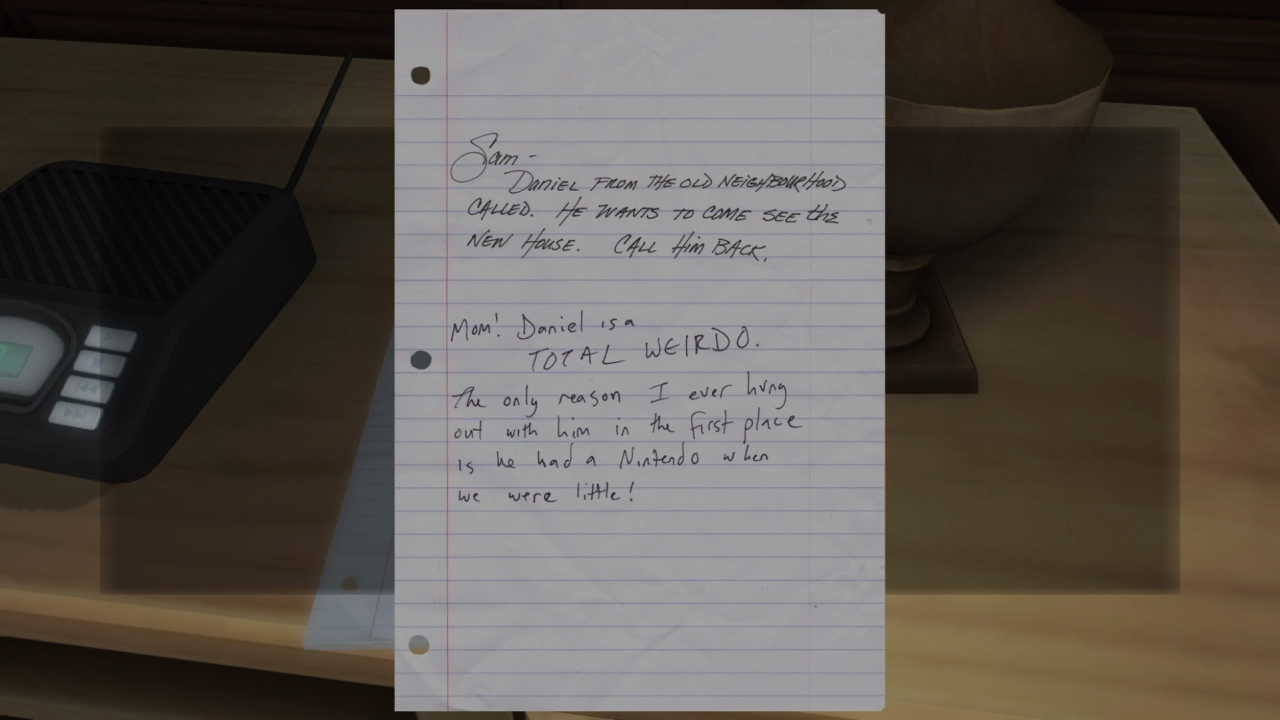 Sam -
DANIEL FROM THE OLD NEIGHBOURHOOD
CALLED. HE WANTS TO COME SEE the
NEW HOUSE. CALL HIM BACK.
Mom! Daniel is a
TOTAL WEIRDO.
The only reason I ever hung
out with him in the first place
is he had a Nintendo when
we were little!